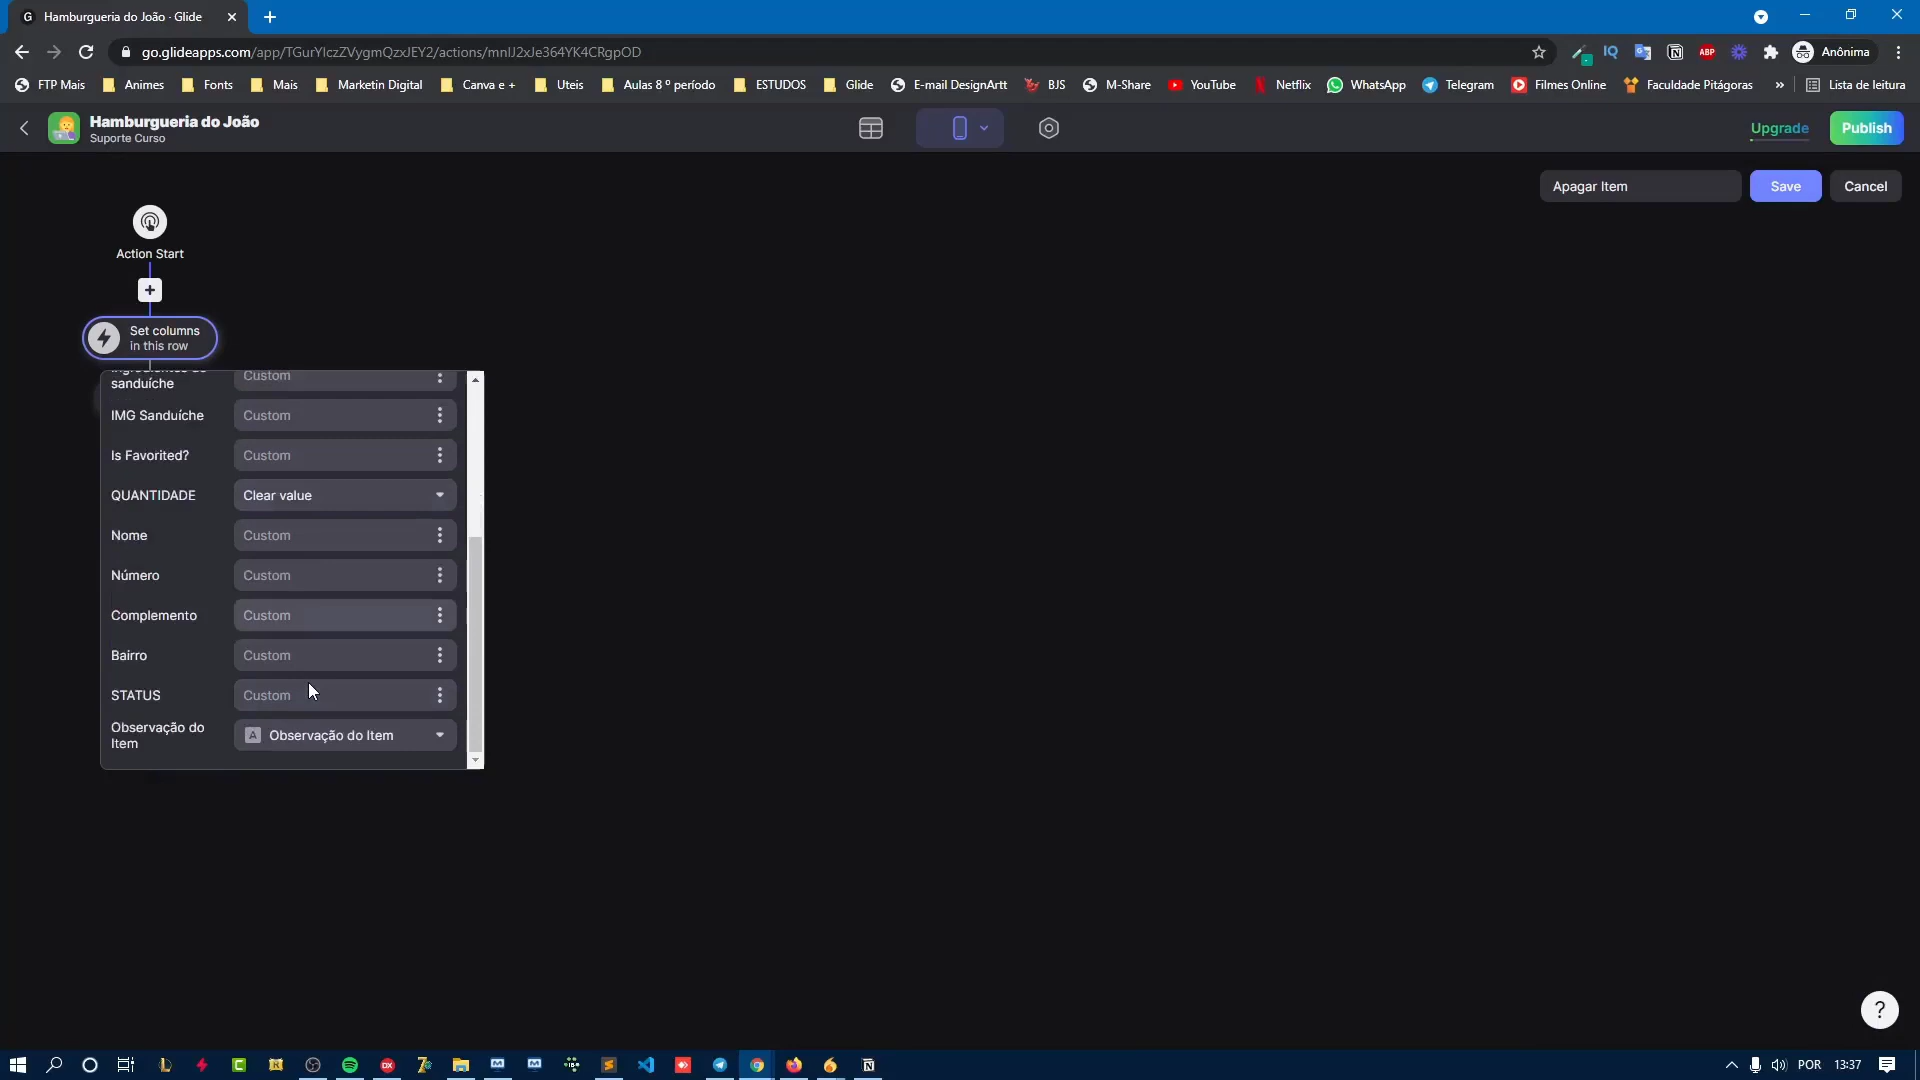 Hamburgueria do João · Glide
go.glideapps.com/app/TGurYlczZVygmQzxJEY2/actions/mnlJ2xJe364YK4CRgpOD
Anônima
FTP Mais
Animes
Fonts
Mais
Marketin Digital
Canva e +
Uteis
Aulas 8 º período
ESTUDOS
Glide
E-mail DesignArtt
BJS
M-Share
YouTube
Netflix
WhatsApp
Telegram
Filmes Online
Faculdade Pitágoras
»
Lista de leitura
Hamburgueria do João
Suporte Curso
Upgrade
Publish
Apagar Item
Save
Cancel
Action Start
Set columns
in this row
sanduíche
Custom
IMG Sanduíche
Custom
Is Favorited?
Custom
QUANTIDADE
Clear value
Nome
Custom
Número
Custom
Complemento
Custom
Bairro
Custom
STATUS
Custom
Observação do
Item
A Observação do Item
?
POR
13:37